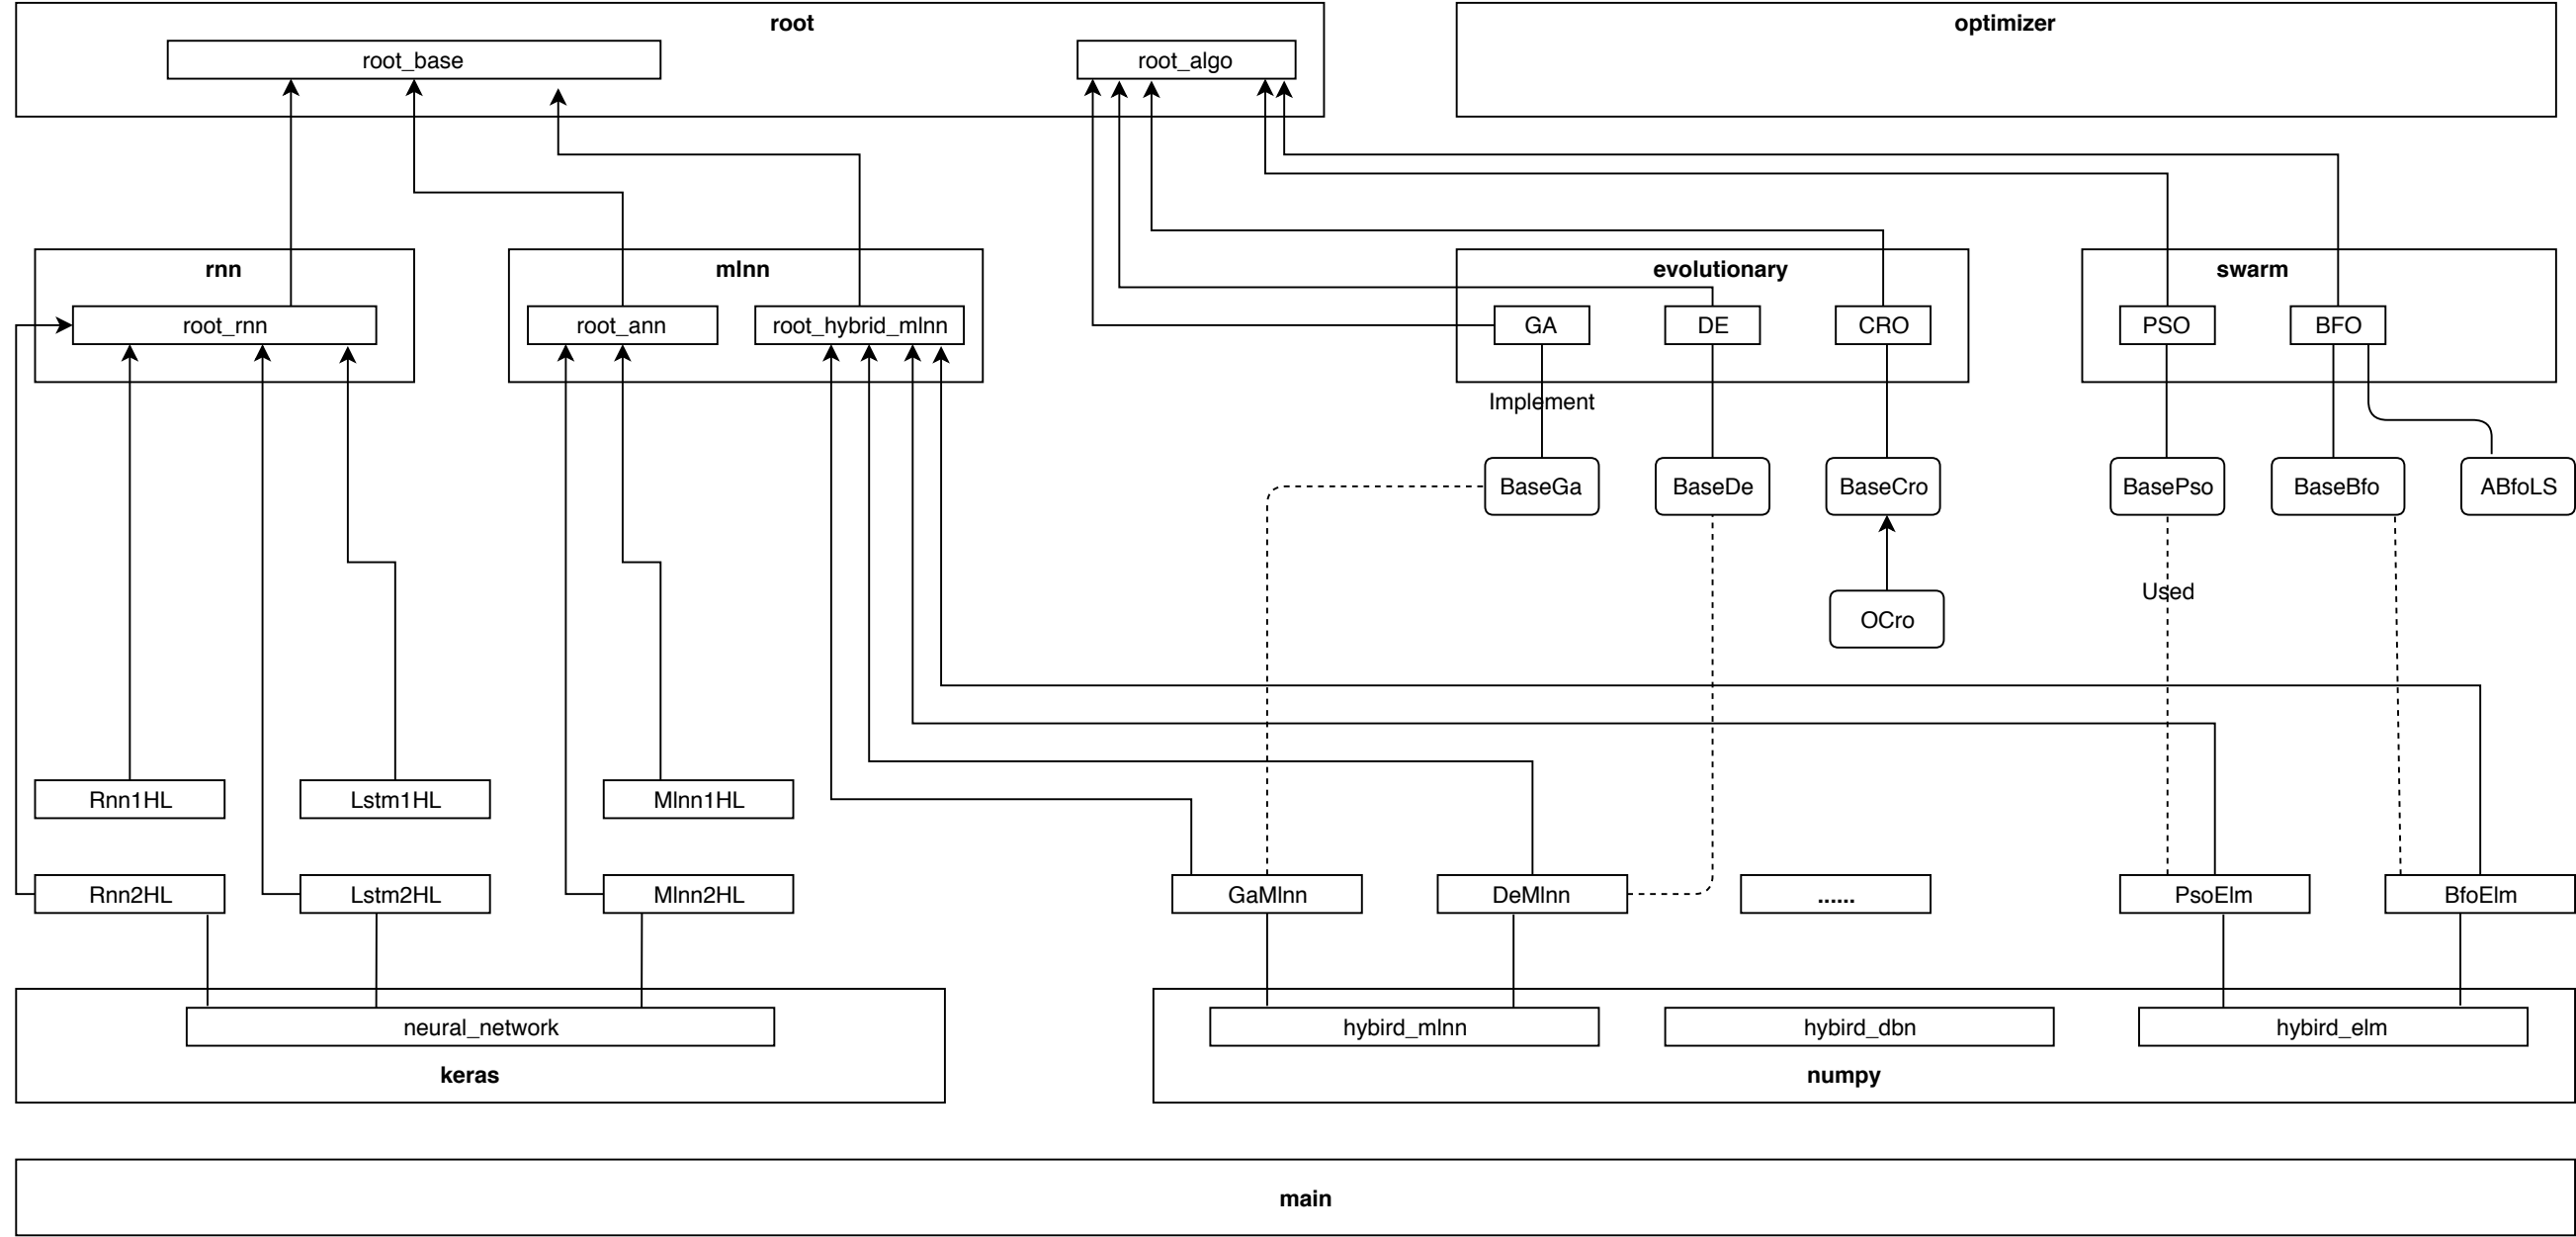 root
optimizer
root_base
root_algo
rnn
mlnn
evolutionary
swarm
root_rnn
root_ann
root_hybrid_mlnn
GA
DE
CRO
PSO
BFO
Implement
BaseGa
BaseDe
BaseCro
BasePso
BaseBfo
ABfoLS
Used
OCro
Rnn1HL
Lstm1HL
Mlnn1HL
Rnn2HL
Lstm2HL
Mlnn2HL
GaMlnn
DeMlnn
......
PsoElm
BfoElm
neural_network
hybird_mlnn
hybird_dbn
hybird_elm
keras
numpy
main